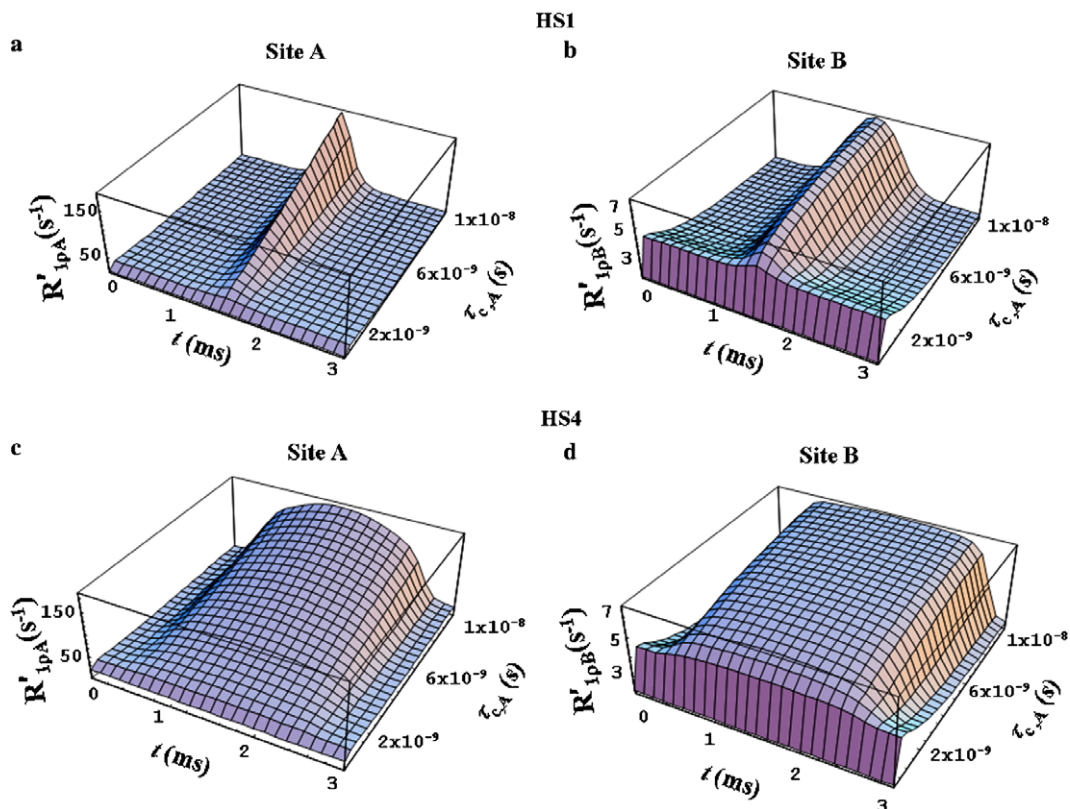 HS1
a
Site A
R'1ρA(s-1)
150
50
0
1
2
3
t (ms)
2x10-9
6x10-9
1x10-8
τc,A (s)
b
Site B
R'1ρB(s-1)
7
5
3
0
1
2
3
t (ms)
2x10-9
6x10-9
1x10-8
τc,A (s)
HS4
c
Site A
R'1ρA(s-1)
150
50
0
1
2
3
t (ms)
2x10-9
6x10-9
1x10-8
τc,A (s)
d
Site B
R'1ρB(s-1)
7
5
3
0
1
2
3
t (ms)
2x10-9
6x10-9
1x10-8
τc,A (s)